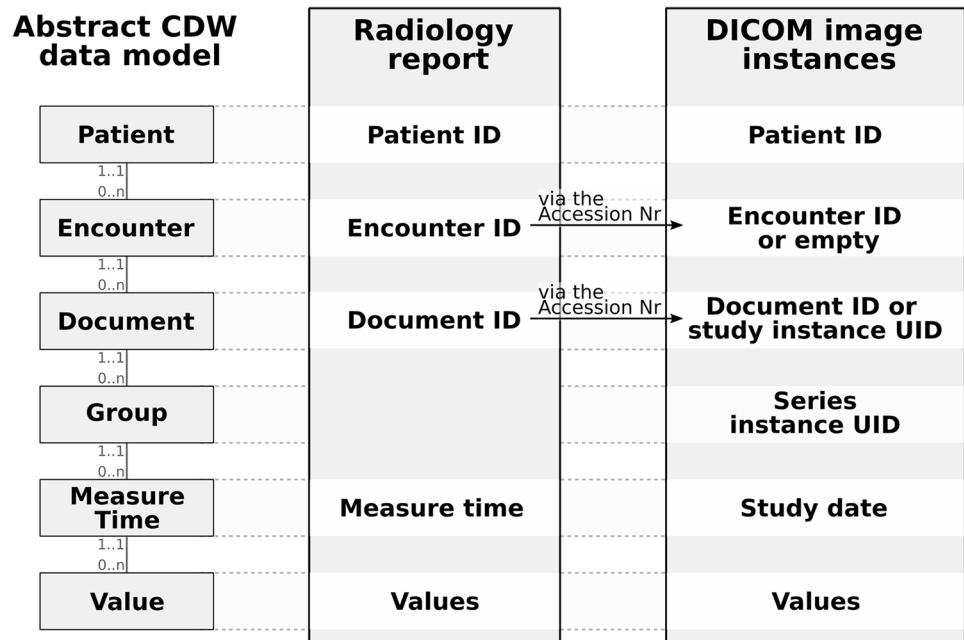 Abstract CDW
data model
Radiology
report
DICOM image
instances
Patient
Patient ID
Patient ID
1..1
0..n
Encounter
Encounter ID
via the
Accession Nr
Encounter ID
or empty
1..1
0..n
Document
Document ID
via the
Accession Nr
Document ID or
study instance UID
1..1
0..n
Group
Series
instance UID
1..1
0..n
Measure
Time
Measure time
Study date
1..1
0..n
Value
Values
Values